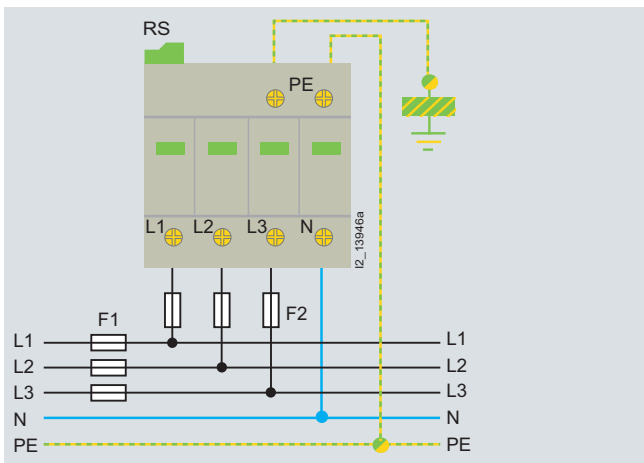 RS
PE
L1 L2 L3 N
I2_13946a
F1 F2
L1 L1
L2 L2
L3 L3
N N
PE PE